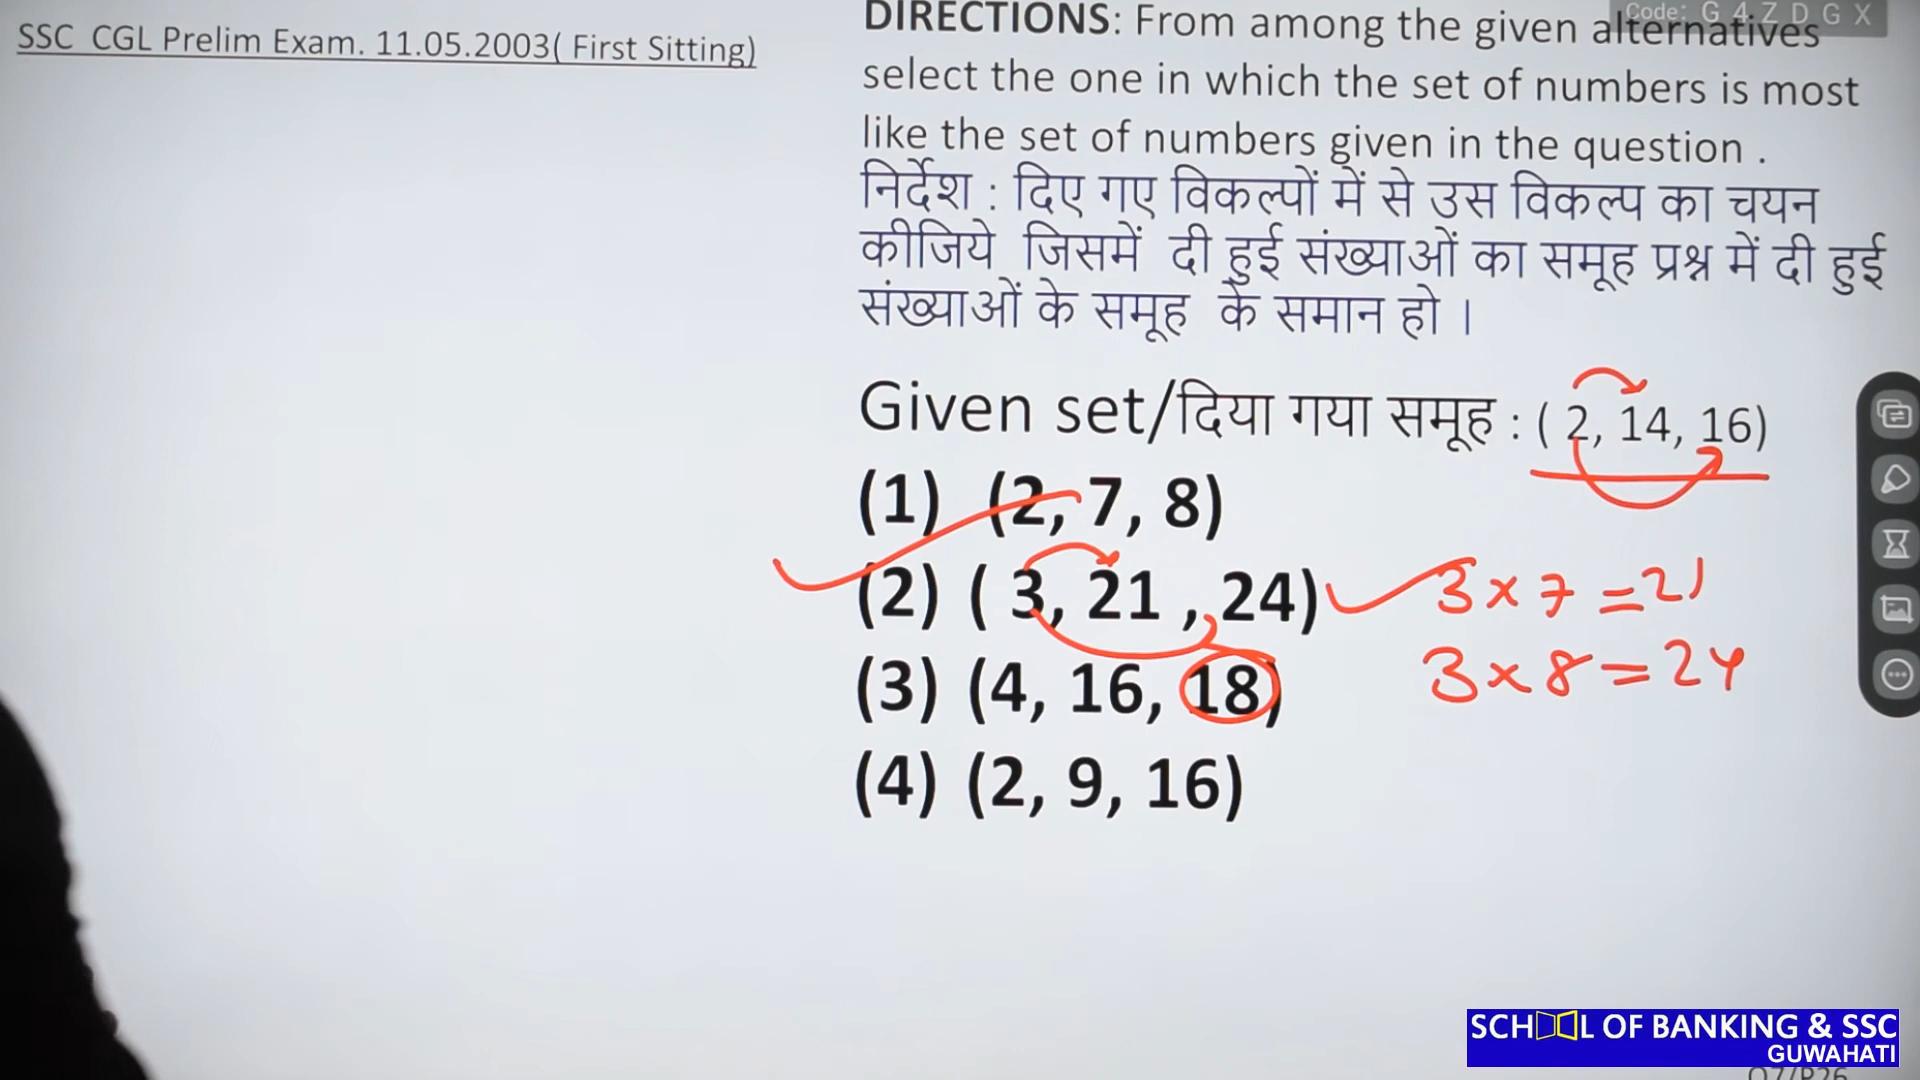 SSC CGL Prelim Exam. 11.05.2003( First Sitting)
Code: G 4 Z D G X
DIRECTIONS: From among the given alternatives
select the one in which the set of numbers is most
like the set of numbers given in the question .
निर्देश : दिए गए विकल्पों में से उस विकल्प का चयन
कीजिये जिसमें दी हुई संख्याओं का समूह प्रश्न में दी हुई
संख्याओं के समूह के समान हो ।
Given set/दिया गया समूह : ( 2, 14, 16)
(1) (2, 7, 8)
(2) ( 3, 21 , 24)
3 x 7 = 21
(3) (4, 16, 18)
3 x 8 = 24
(4) (2, 9, 16)
SCHOOL OF BANKING & SSC
GUWAHATI